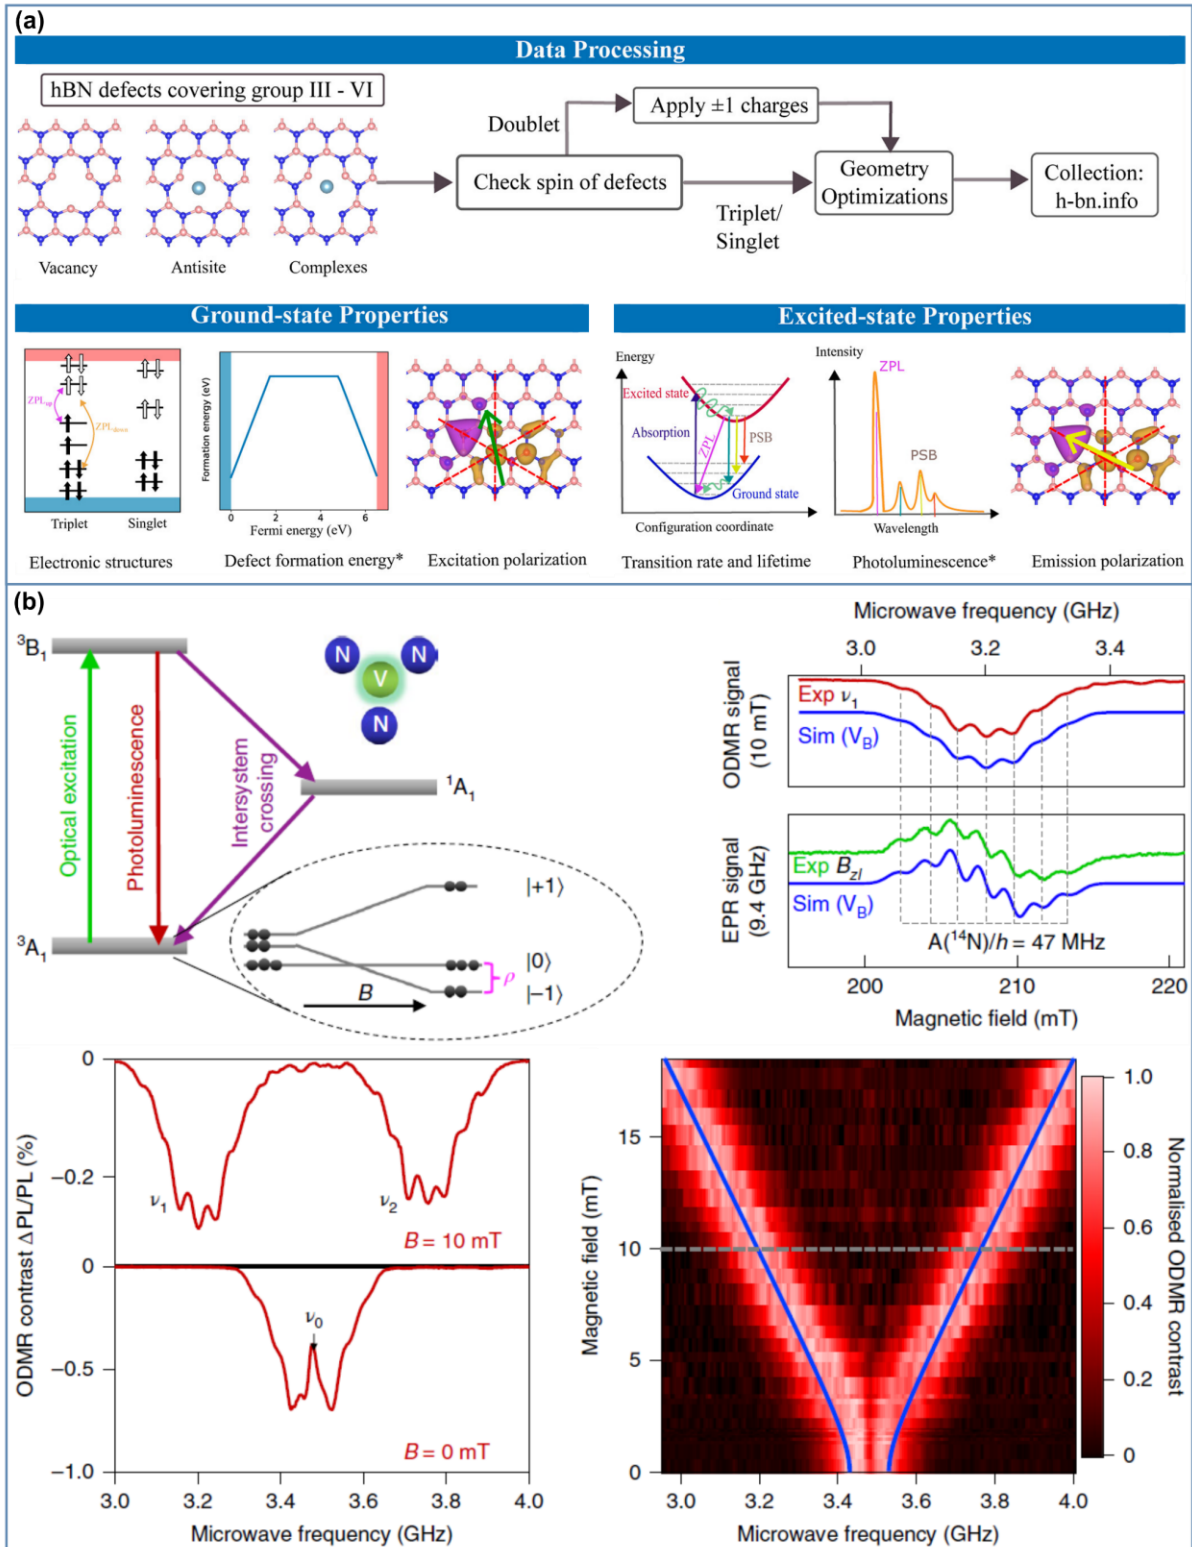 (a)
Data Processing
hBN defects covering group III - VI
Vacancy
Antisite
Complexes
Doublet
Apply ±1 charges
Check spin of defects
Triplet/
Singlet
Geometry
Optimizations
Collection:
h-bn.info
Ground-state Properties
ZPLup
ZPLdown
Triplet
Singlet
Electronic structures
Formation energy (eV)
0 2 4 6
Fermi energy (eV)
Defect formation energy*
Excitation polarization
Excited-state Properties
Energy
Excited state
Absorption
ZPL
PSB
Ground state
Configuration coordinate
Transition rate and lifetime
Intensity
ZPL
PSB
Wavelength
Photoluminescence*
Emission polarization
(b)
³B₁
Optical excitation
Photoluminescence
Intersystem
crossing
¹A₁
³A₁
N
N
V
N
|+1⟩
|0⟩
|−1⟩
ρ
B
Microwave frequency (GHz)
3.0 3.2 3.4
ODMR signal
(10 mT)
Exp ν₁
Sim (V_B)
EPR signal
(9.4 GHz)
Exp B_zl
Sim (V_B)
A(¹⁴N)/h = 47 MHz
200 210 220
Magnetic field (mT)
ODMR contrast ΔPL/PL (%)
0
−0.2
ν₁
ν₂
B = 10 mT
0
−0.5
−1.0
ν₀
B = 0 mT
3.0 3.2 3.4 3.6 3.8 4.0
Microwave frequency (GHz)
Magnetic field (mT)
15
10
5
0
3.0 3.2 3.4 3.6 3.8 4.0
Microwave frequency (GHz)
1.0
0.8
0.6
0.4
0.2
0
Normalised ODMR contrast